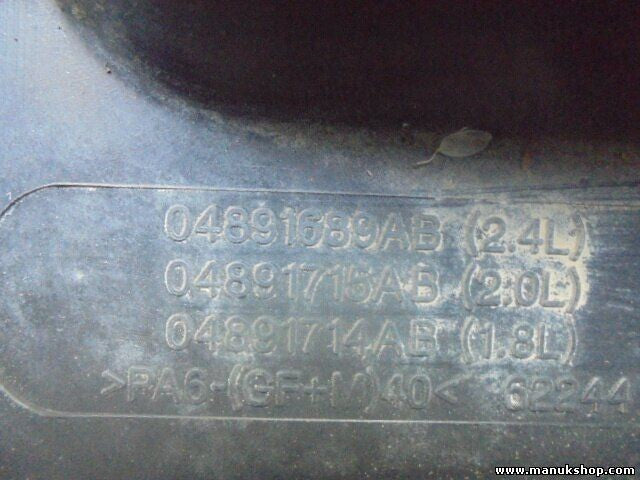 04891689AB (2.4L)
04891715AB (2.0L)
04891714AB (1.8L)
>PA6-(GF+M)40< 62244
www.manukshop.com